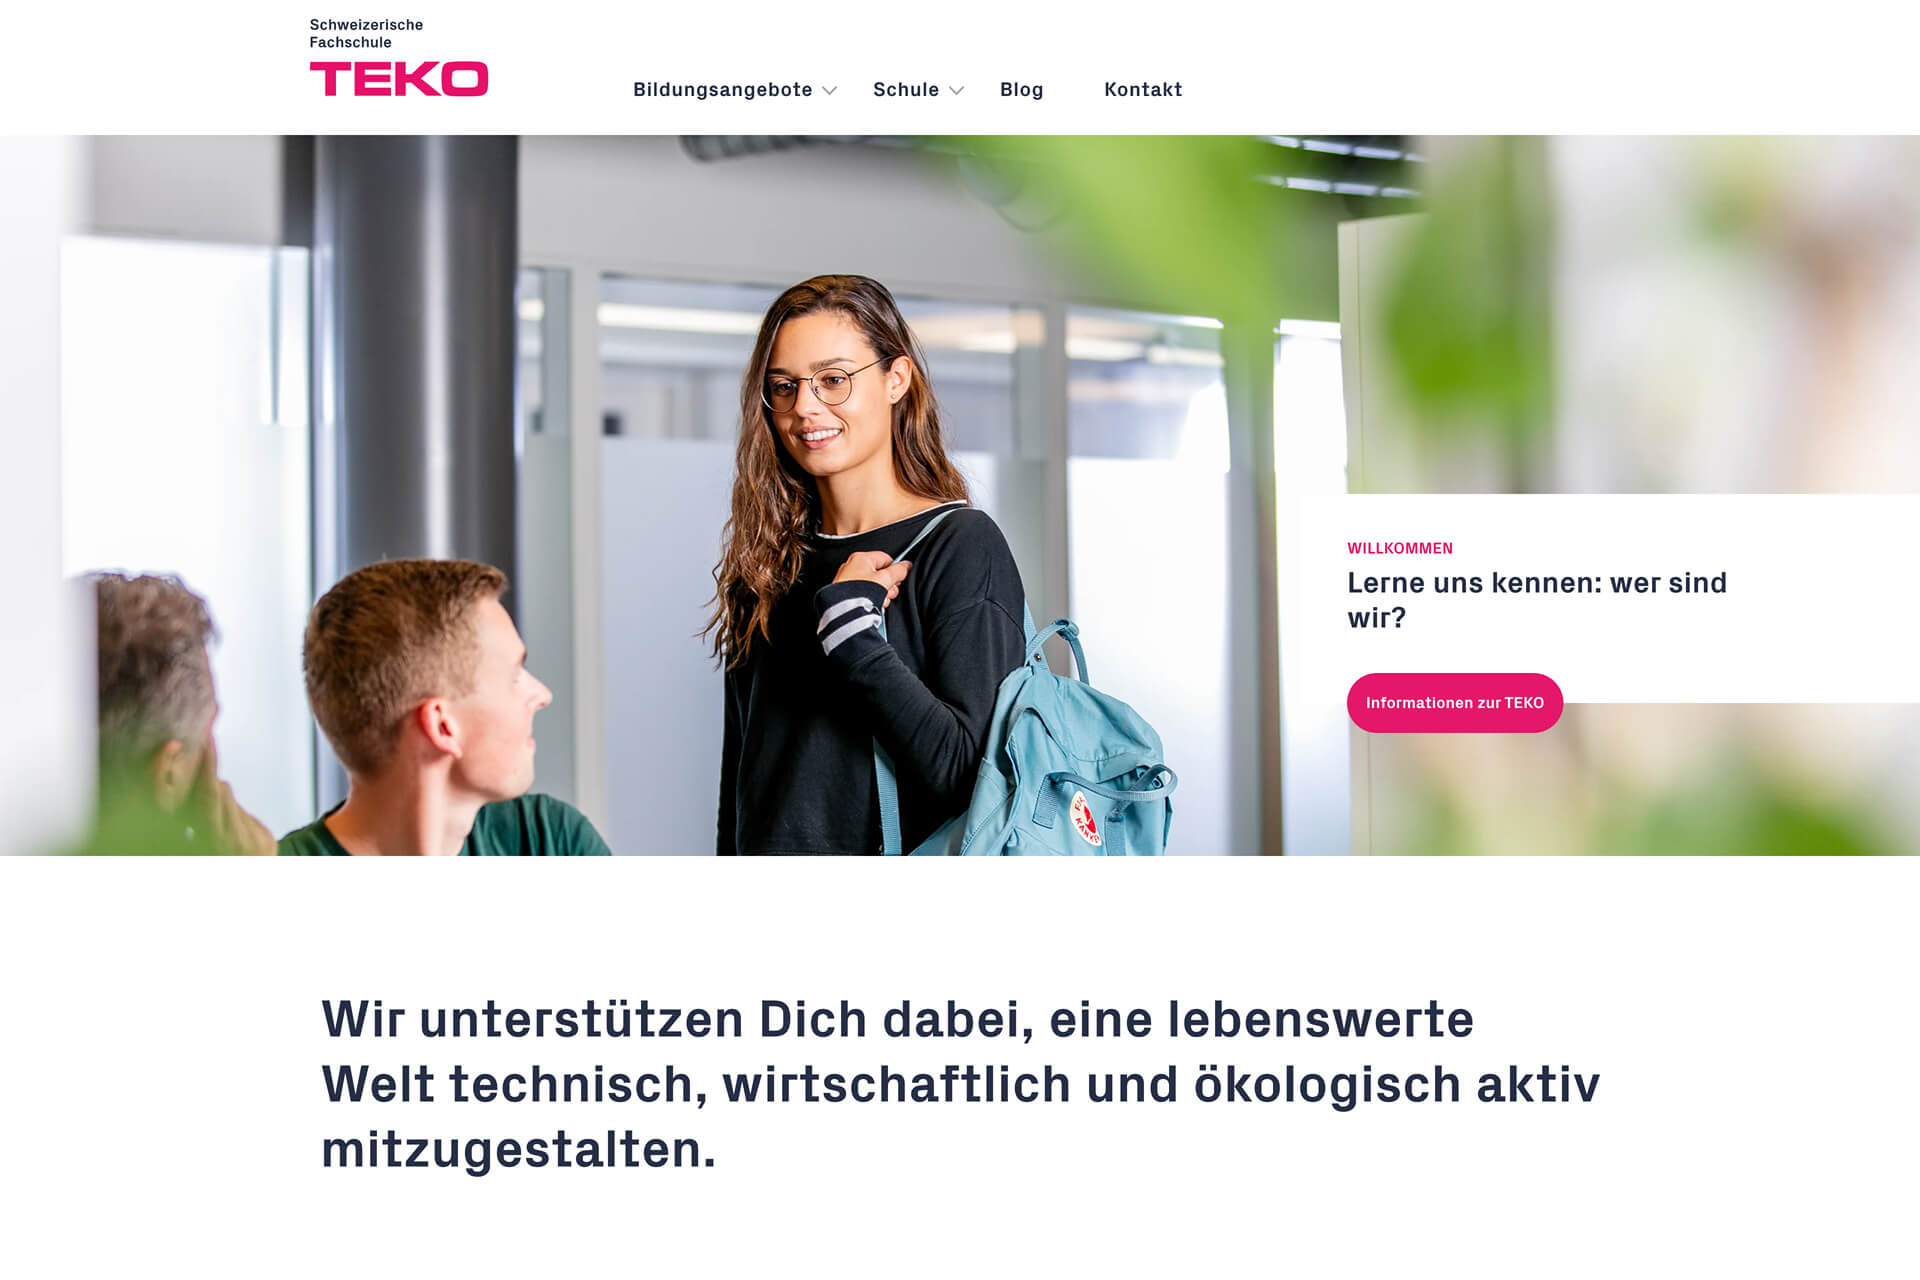 Schweizerische
Fachschule
TEKO
Bildungsangebote
Schule
Blog
Kontakt
WILLKOMMEN
Lerne uns kennen: wer sind
wir?
Informationen zur TEKO
Wir unterstützen Dich dabei, eine lebenswerte
Welt technisch, wirtschaftlich und ökologisch aktiv
mitzugestalten.